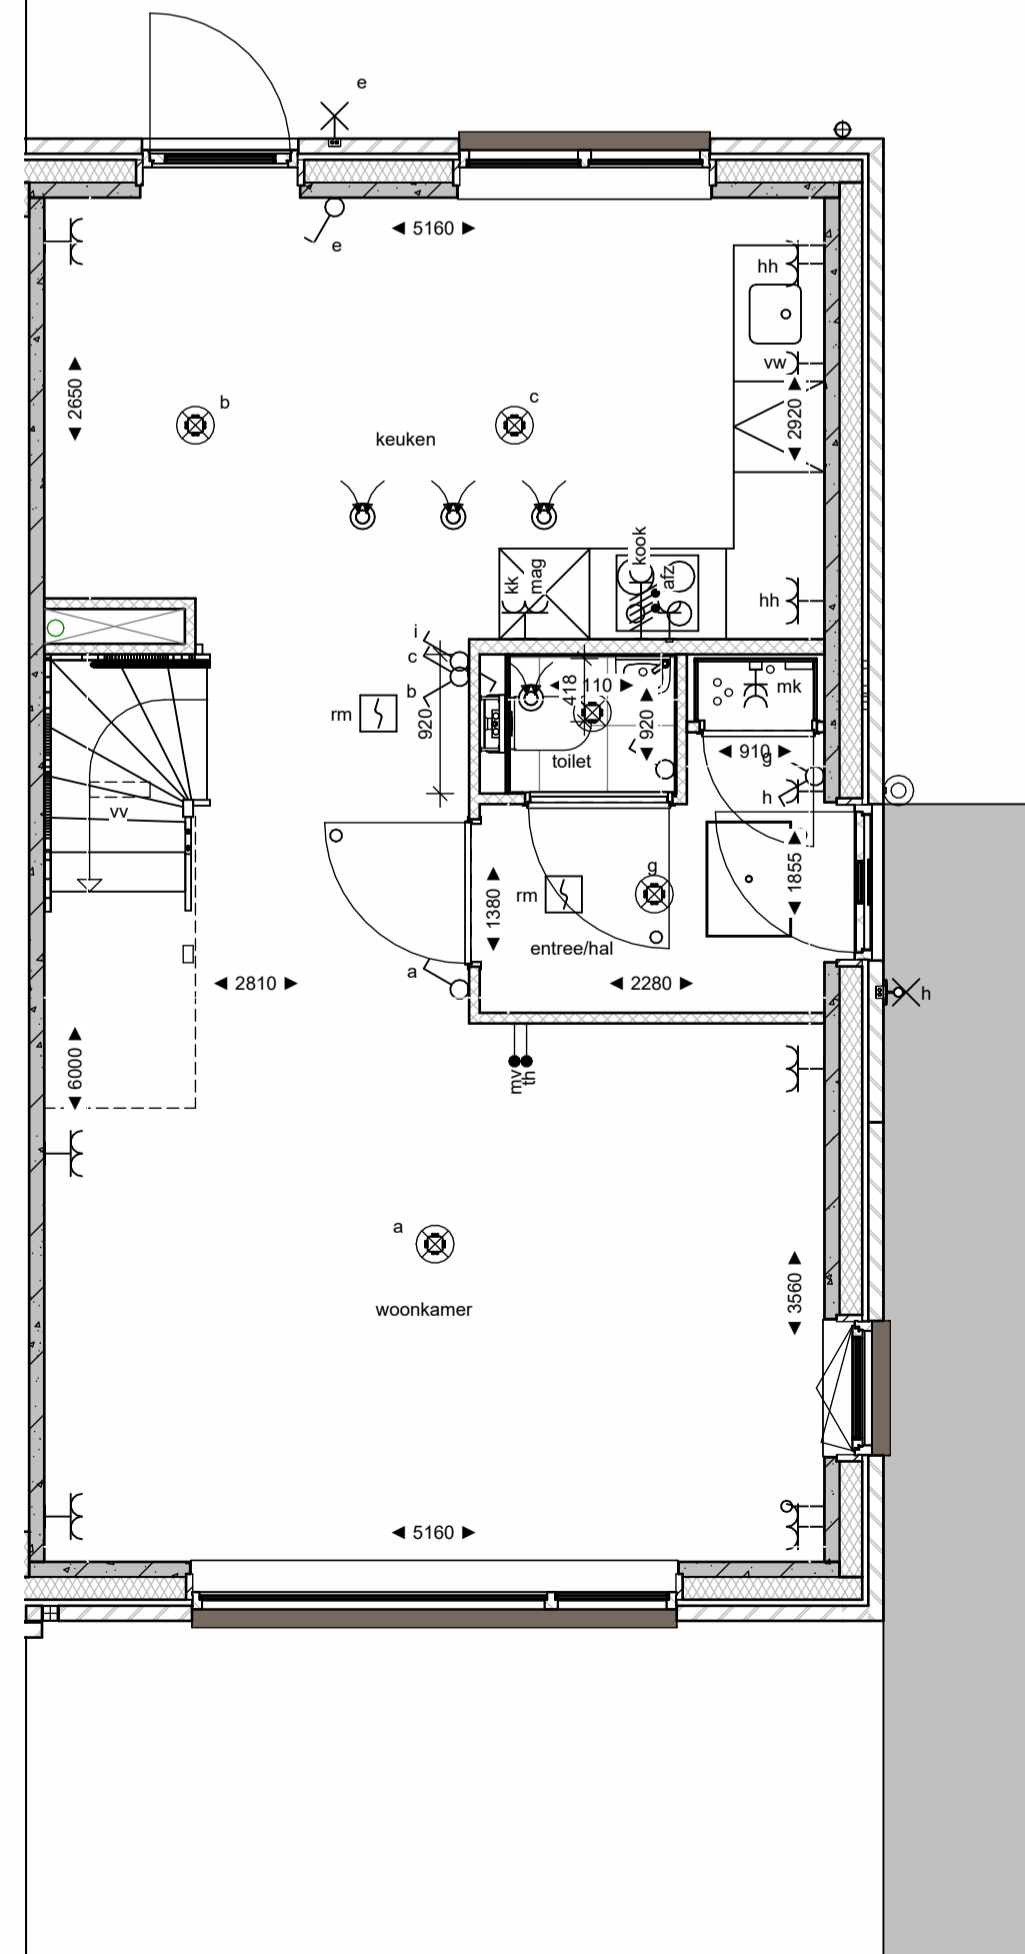 e
e
◄ 5160 ►
hh
vw
◄ 2650 ►
◄ 2920 ►
b
c
keuken
kook
kk
mag
afz
hh
i
c
b
rm
920
418
110 ►
◄ 920 ►
mk
toilet
◄ 910 ►
g
h
vv
◄ 1855 ►
g
rm
◄ 1380 ►
entree/hal
a
◄ 2810 ►
◄ 2280 ►
h
◄ 6000 ►
mv
th
a
◄ 3560 ►
woonkamer
◄ 5160 ►